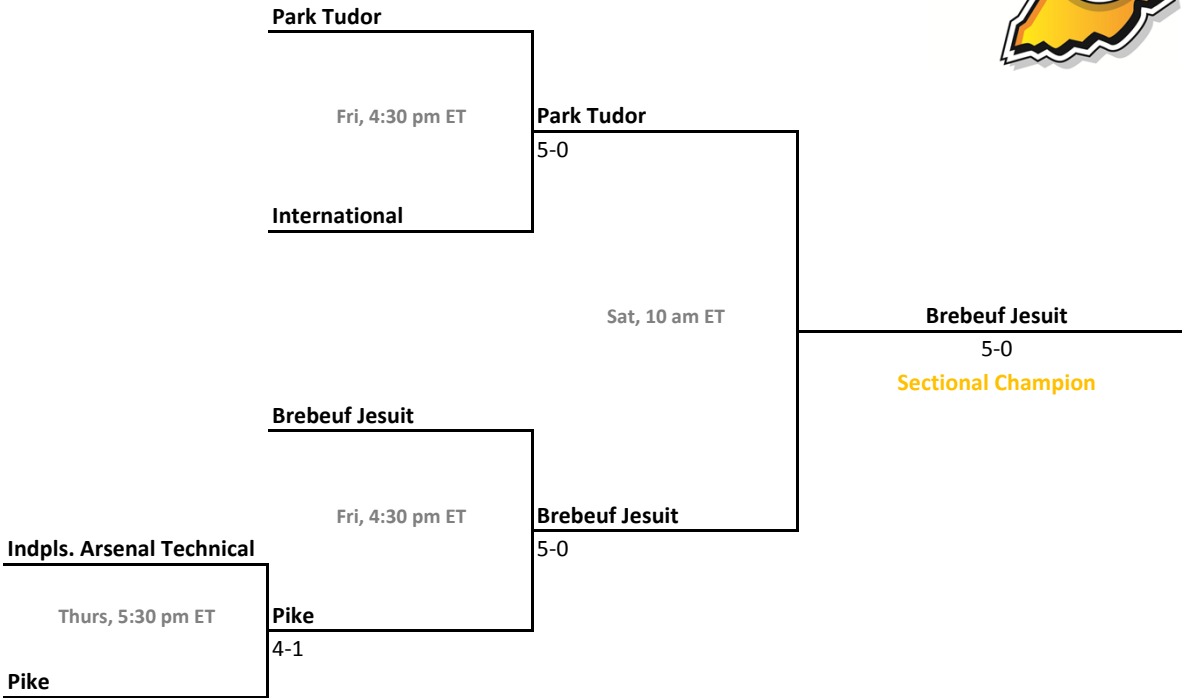 Park Tudor
Fri, 4:30 pm ET
Park Tudor
5-0
International
Sat, 10 am ET
Brebeuf Jesuit
5-0
Sectional Champion
Brebeuf Jesuit
Fri, 4:30 pm ET
Brebeuf Jesuit
5-0
Indpls. Arsenal Technical
Thurs, 5:30 pm ET
Pike
4-1
Pike